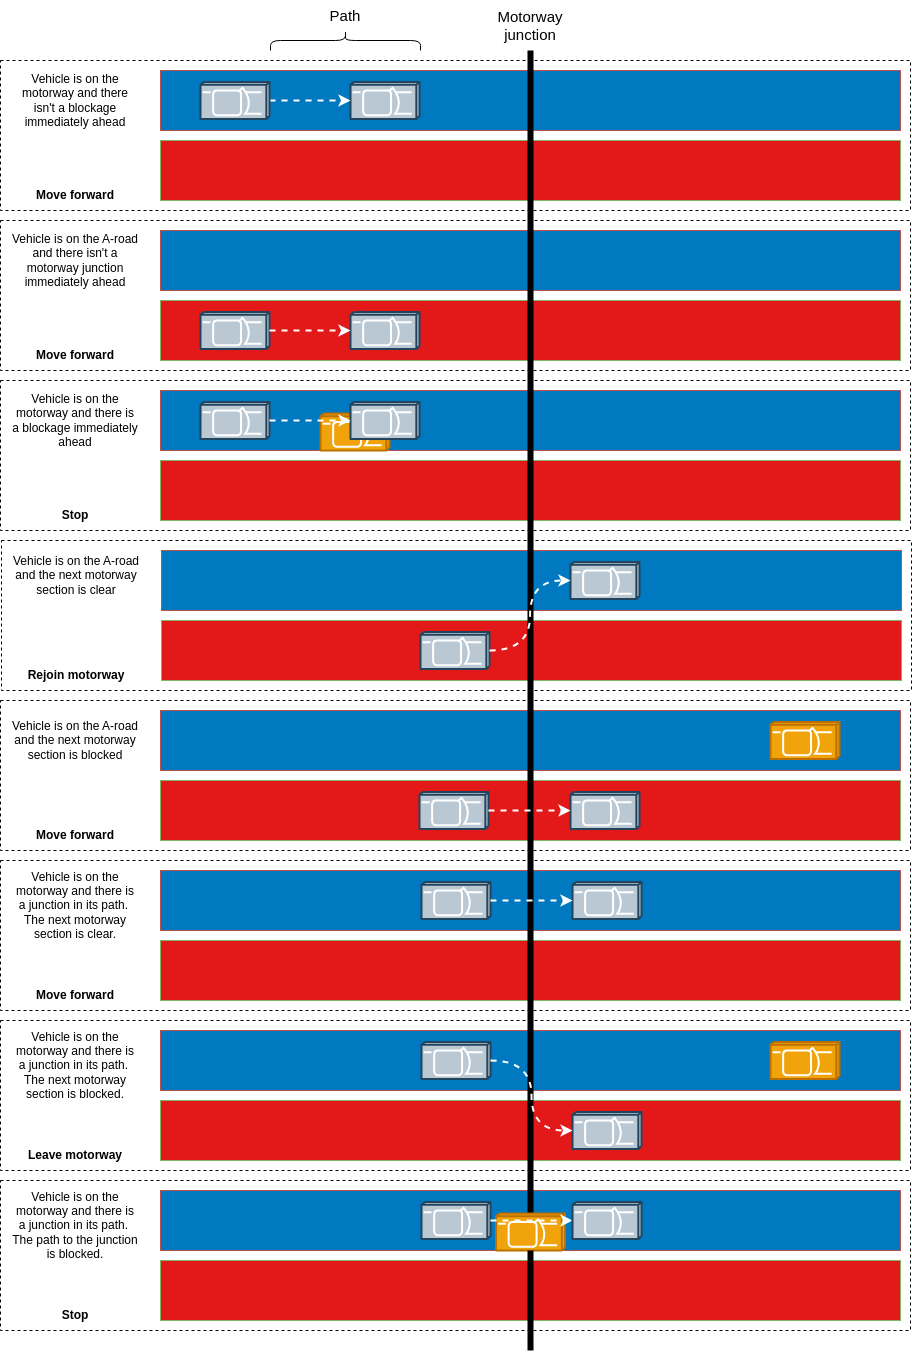 Path
Motorway
junction
Vehicle is on the
motorway and there
isn't a blockage
immediately ahead
Move forward
Vehicle is on the A-road
and there isn't a
motorway junction
immediately ahead
Move forward
Vehicle is on the
motorway and there is
a blockage immediately
ahead
Stop
Vehicle is on the A-road
and the next motorway
section is clear
Rejoin motorway
Vehicle is on the A-road
and the next motorway
section is blocked
Move forward
Vehicle is on the
motorway and there is
a junction in its path.
The next motorway
section is clear.
Move forward
Vehicle is on the
motorway and there is
a junction in its path.
The next motorway
section is blocked.
Leave motorway
Vehicle is on the
motorway and there is
a junction in its path.
The path to the junction
is blocked.
Stop